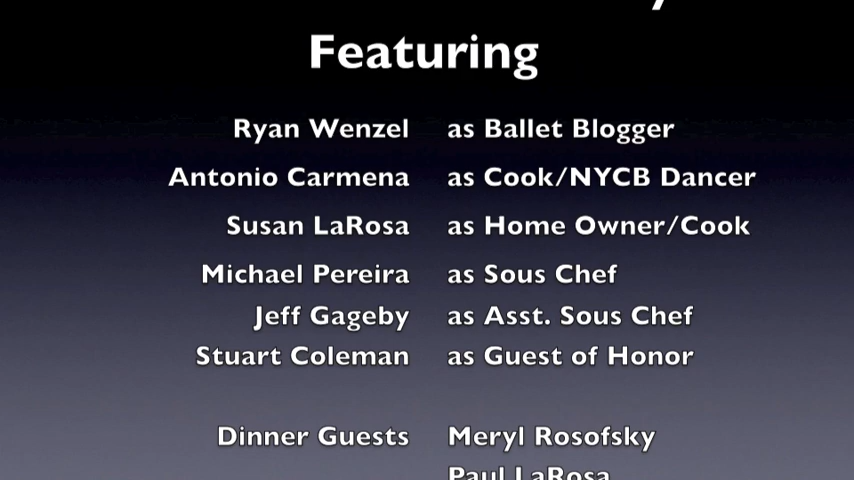 Featuring
Ryan Wenzel as Ballet Blogger
Antonio Carmena as Cook/NYCB Dancer
Susan LaRosa as Home Owner/Cook
Michael Pereira as Sous Chef
Jeff Gageby as Asst. Sous Chef
Stuart Coleman as Guest of Honor
Dinner Guests Meryl Rosofsky
Paul LaRosa